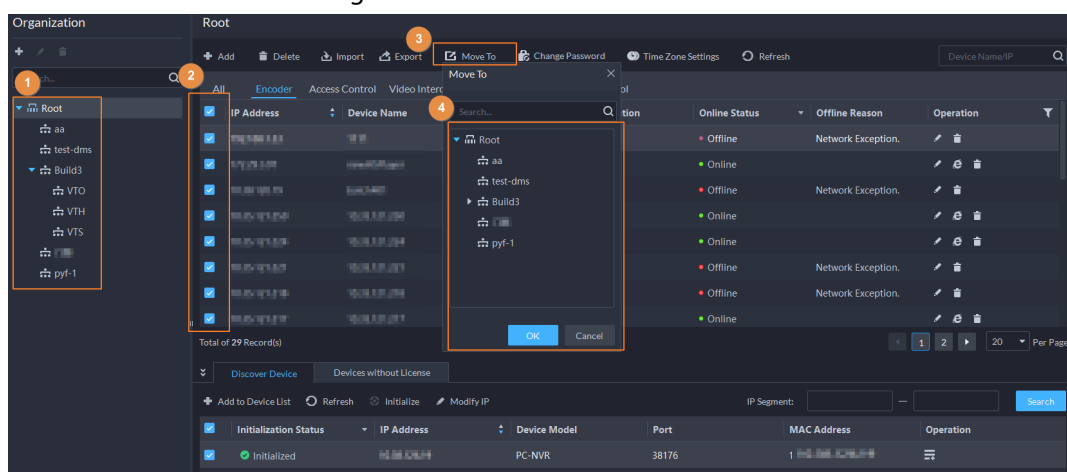 Organization
Root
3
Add Delete Import Export Move To Change Password Time Zone Settings Refresh Device Name/IP
Move To
1
2
All Encoder Access Control
4
Search...
Root
aa
test-dms
Build3
VTO
VTH
VTS
pyf-1
IP Address Device Name Online Status Offline Reason Operation
Offline Network Exception.
Online
Offline Network Exception.
Online
Online
Offline Network Exception.
Offline Network Exception.
Online
Root
aa
test-dms
Build3
pyf-1
OK Cancel
Total of 29 Record(s) 1 2 20 Per Page
Discover Device Devices without License
Add to Device List Refresh Initialize Modify IP IP Segment: — Search
Initialization Status IP Address Device Model Port MAC Address Operation
Initialized PC-NVR 38176 1